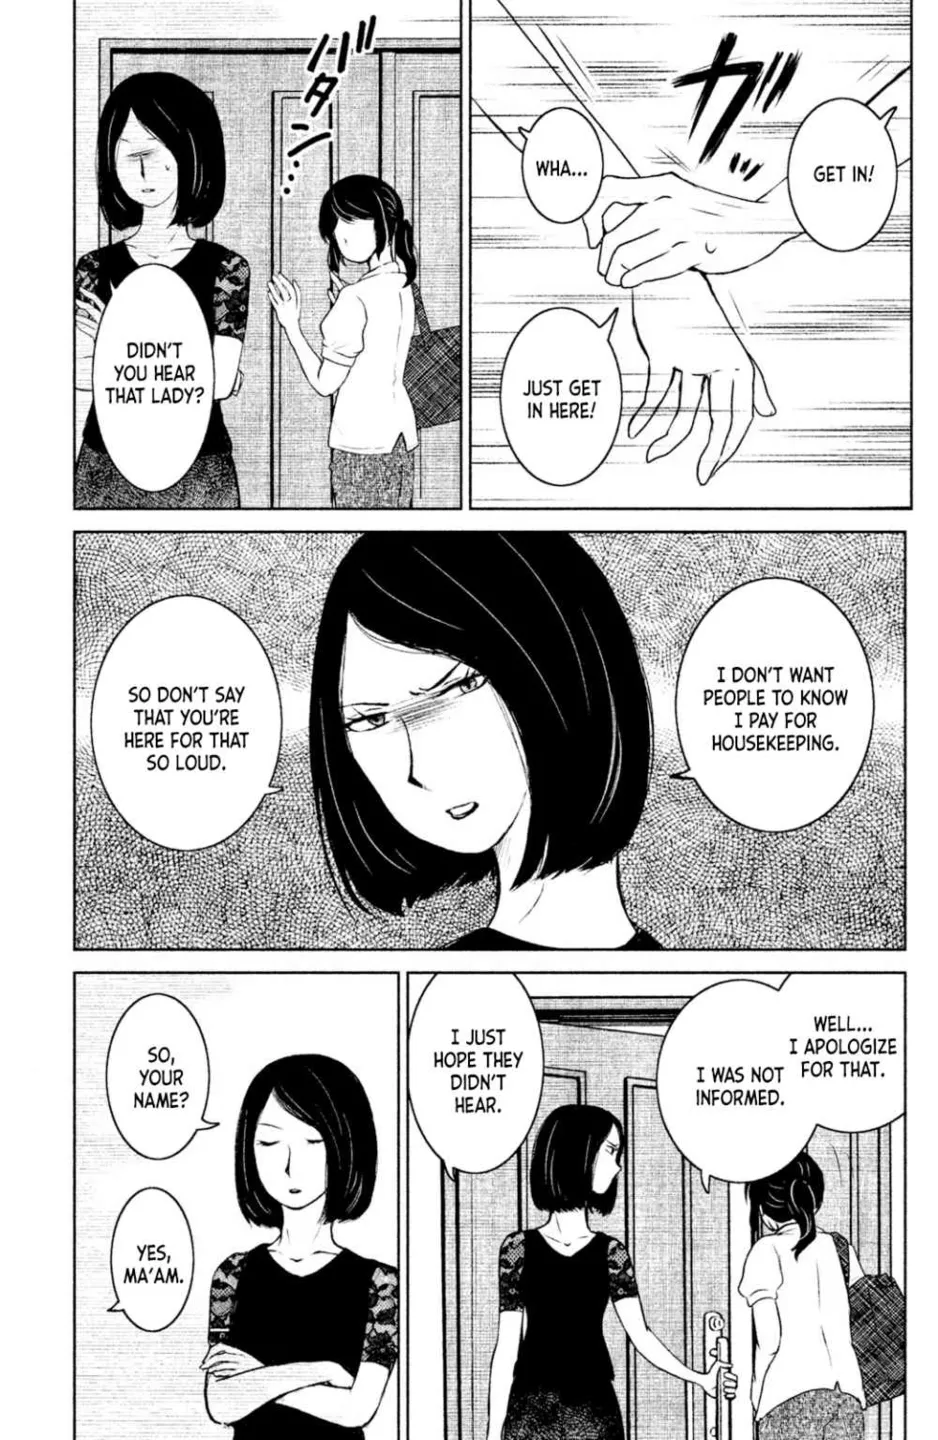 GET IN!
ガッ
WHA...
JUST GET
IN HERE!
バタン...
DIDN'T
YOU HEAR
THAT LADY?
I DON'T WANT
PEOPLE TO KNOW
I PAY FOR
HOUSEKEEPING.
SO DON'T SAY
THAT YOU'RE
HERE FOR THAT
SO LOUD.
WELL...
I APOLOGIZE
FOR THAT.
I WAS NOT
INFORMED.
I JUST
HOPE THEY
DIDN'T
HEAR.
SO,
YOUR
NAME?
YES,
MA'AM.